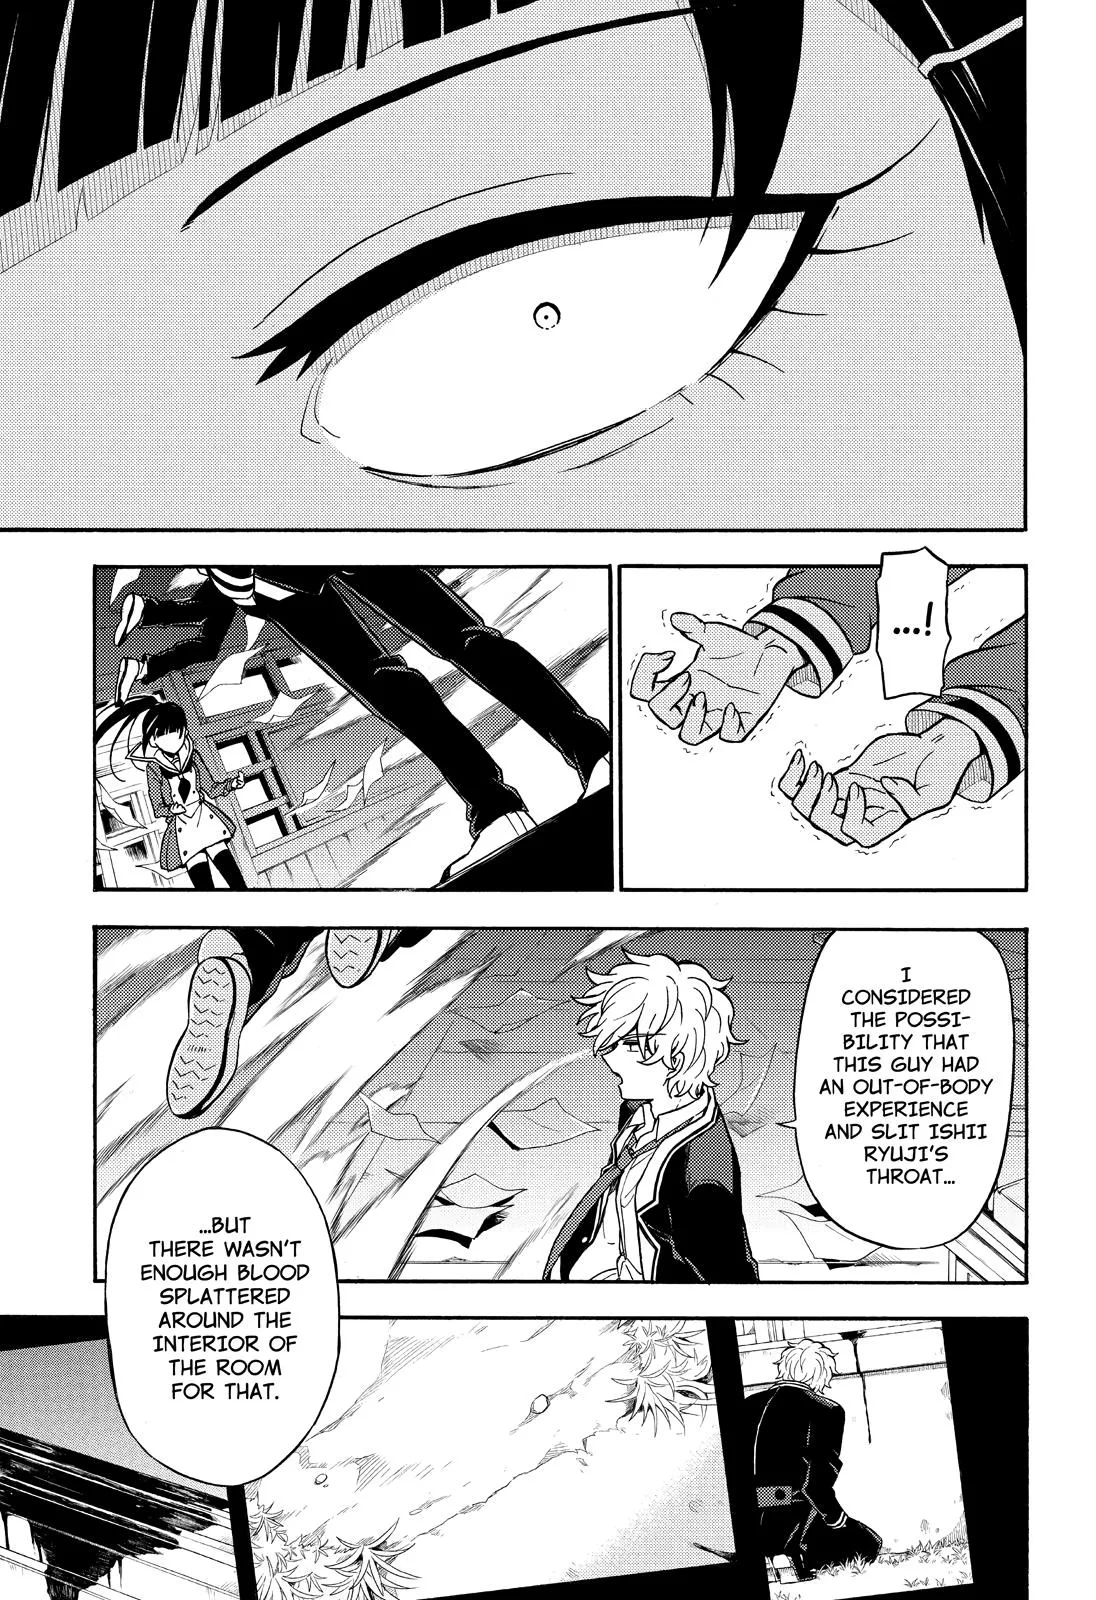 ...!
I
CONSIDERED
THE POSSI-
BILITY THAT
THIS GUY HAD
AN OUT-OF-BODY
EXPERIENCE
AND SLIT ISHII
RYUJI'S
THROAT...
...BUT
THERE WASN'T
ENOUGH BLOOD
SPLATTERED
AROUND THE
INTERIOR OF
THE ROOM
FOR THAT.